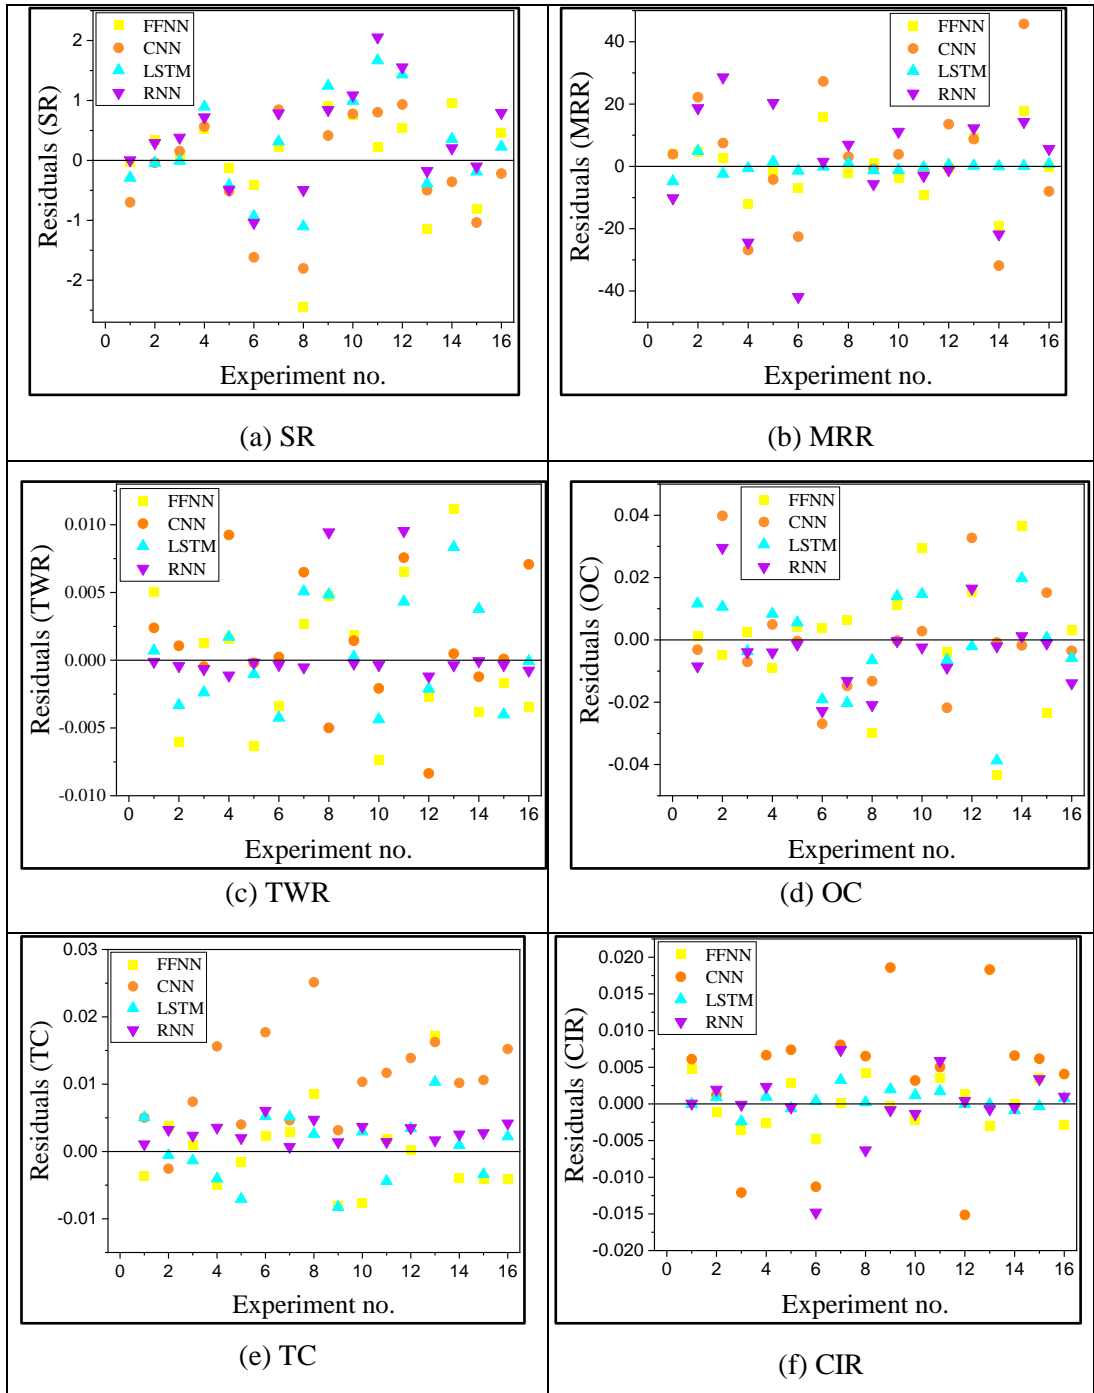 FFNN
CNN
LSTM
RNN
2
1
0
-1
-2
0 2 4 6 8 10 12 14 16
Residuals (SR)
Experiment no.
(a) SR
FFNN
CNN
LSTM
RNN
40
20
0
-20
-40
0 2 4 6 8 10 12 14 16
Residuals (MRR)
Experiment no.
(b) MRR
FFNN
CNN
LSTM
RNN
0.010
0.005
0.000
-0.005
-0.010
0 2 4 6 8 10 12 14 16
Residuals (TWR)
Experiment no.
(c) TWR
FFNN
CNN
LSTM
RNN
0.04
0.02
0.00
-0.02
-0.04
0 2 4 6 8 10 12 14 16
Residuals (OC)
Experiment no.
(d) OC
FFNN
CNN
LSTM
RNN
0.03
0.02
0.01
0.00
-0.01
0 2 4 6 8 10 12 14 16
Residuals (TC)
Experiment no.
(e) TC
FFNN
CNN
LSTM
RNN
0.020
0.015
0.010
0.005
0.000
-0.005
-0.010
-0.015
-0.020
0 2 4 6 8 10 12 14 16
Residuals (CIR)
Experiment no.
(f) CIR